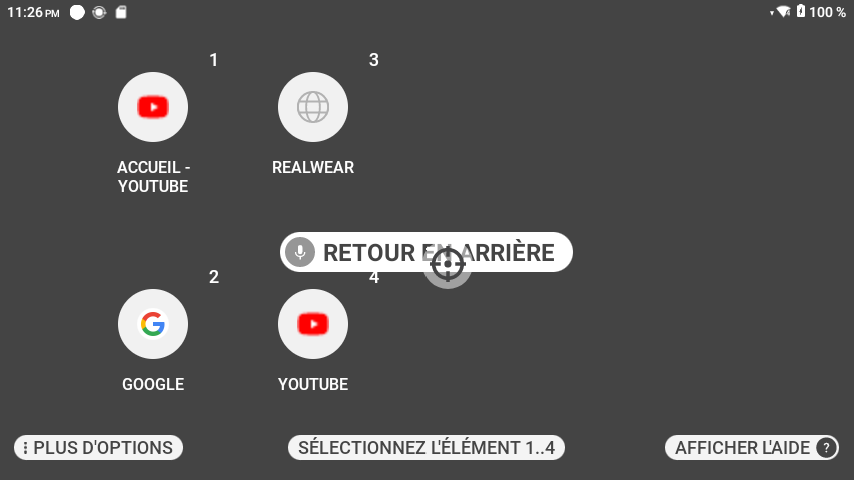 11:26 PM
100 %
1
3
ACCUEIL -
YOUTUBE
REALWEAR
RETOUR EN ARRIÈRE
2
4
GOOGLE
YOUTUBE
PLUS D'OPTIONS
SÉLECTIONNEZ L'ÉLÉMENT 1..4
AFFICHER L'AIDE ?